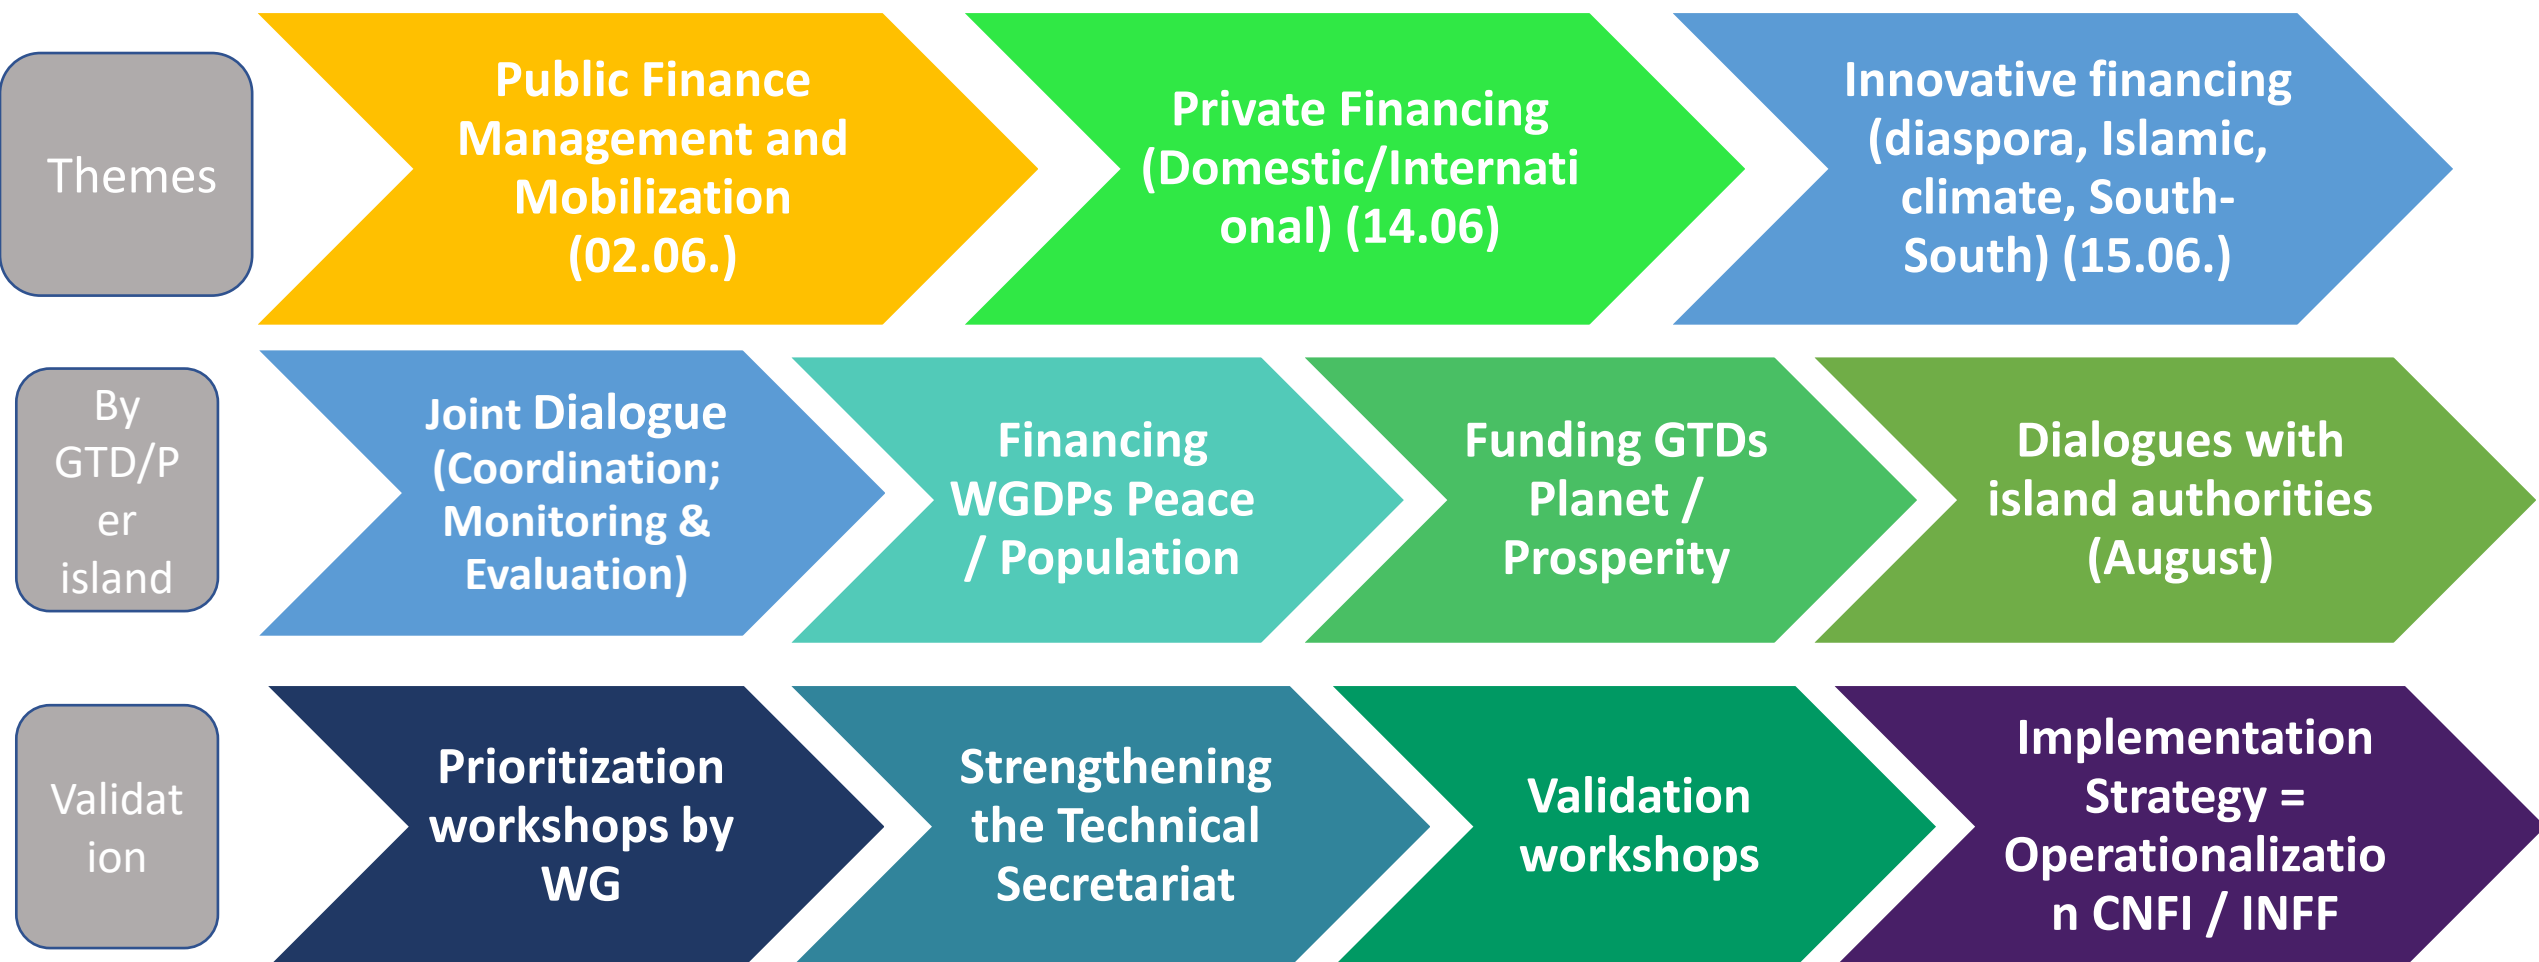 Themes
Public Finance
Management and
Mobilization
(02.06.)
Private Financing
(Domestic/Internati
onal) (14.06)
Innovative financing
(diaspora, Islamic,
climate, South-
South) (15.06.)
By
GTD/P
er
island
Joint Dialogue
(Coordination;
Monitoring &
Evaluation)
Financing
WGDPs Peace
/ Population
Funding GTDs
Planet /
Prosperity
Dialogues with
island authorities
(August)
Validat
ion
Prioritization
workshops by
WG
Strengthening
the Technical
Secretariat
Validation
workshops
Implementation
Strategy =
Operationalizatio
n CNFI / INFF